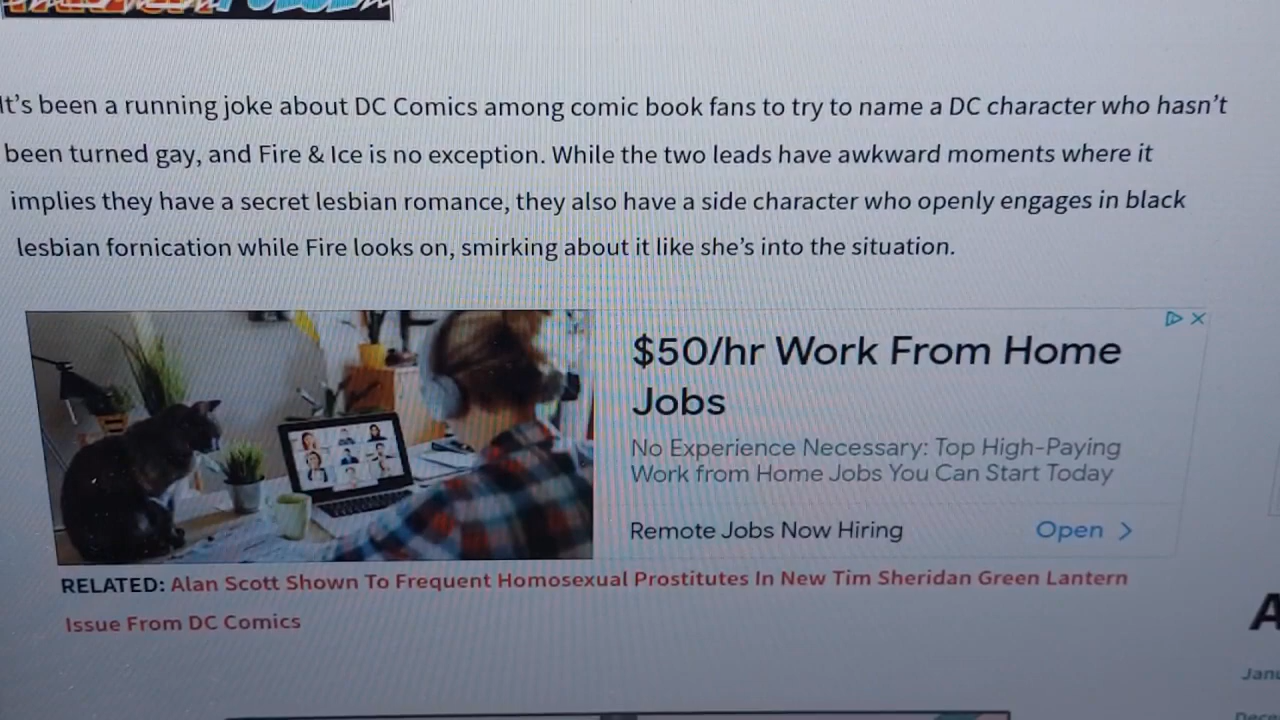 It's been a running joke about DC Comics among comic book fans to try to name a DC character who hasn't
been turned gay, and Fire & Ice is no exception. While the two leads have awkward moments where it
implies they have a secret lesbian romance, they also have a side character who openly engages in black
lesbian fornication while Fire looks on, smirking about it like she's into the situation.
$50/hr Work From Home
Jobs
No Experience Necessary: Top High-Paying
Work from Home Jobs You Can Start Today
Remote Jobs Now Hiring Open >
RELATED: Alan Scott Shown To Frequent Homosexual Prostitutes In New Tim Sheridan Green Lantern
Issue From DC Comics